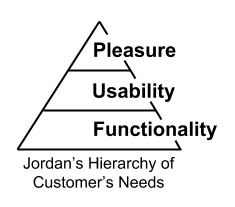 Pleasure
Usability
Functionality
Jordan's Hierarchy of
Customer's Needs